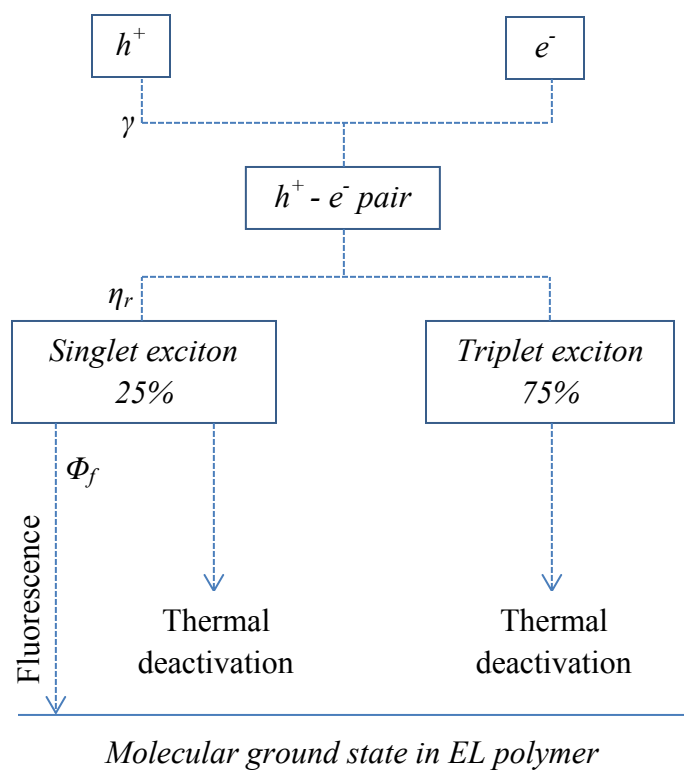 h⁺
e⁻
γ
h⁺ - e⁻ pair
ηᵣ
Singlet exciton
25%
Triplet exciton
75%
Φ_f
Fluorescence
Thermal
deactivation
Thermal
deactivation
Molecular ground state in EL polymer